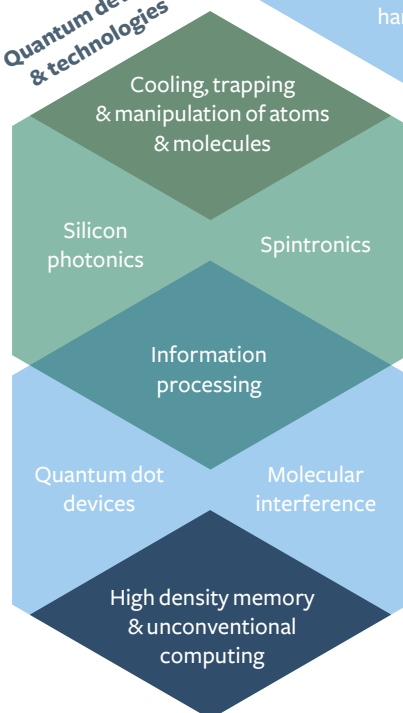 Quantum
& technologies
Cooling, trapping
& manipulation of atoms
& molecules
Silicon
photonics
Spintronics
Information
processing
Quantum dot
devices
Molecular
interference
High density memory
& unconventional
computing